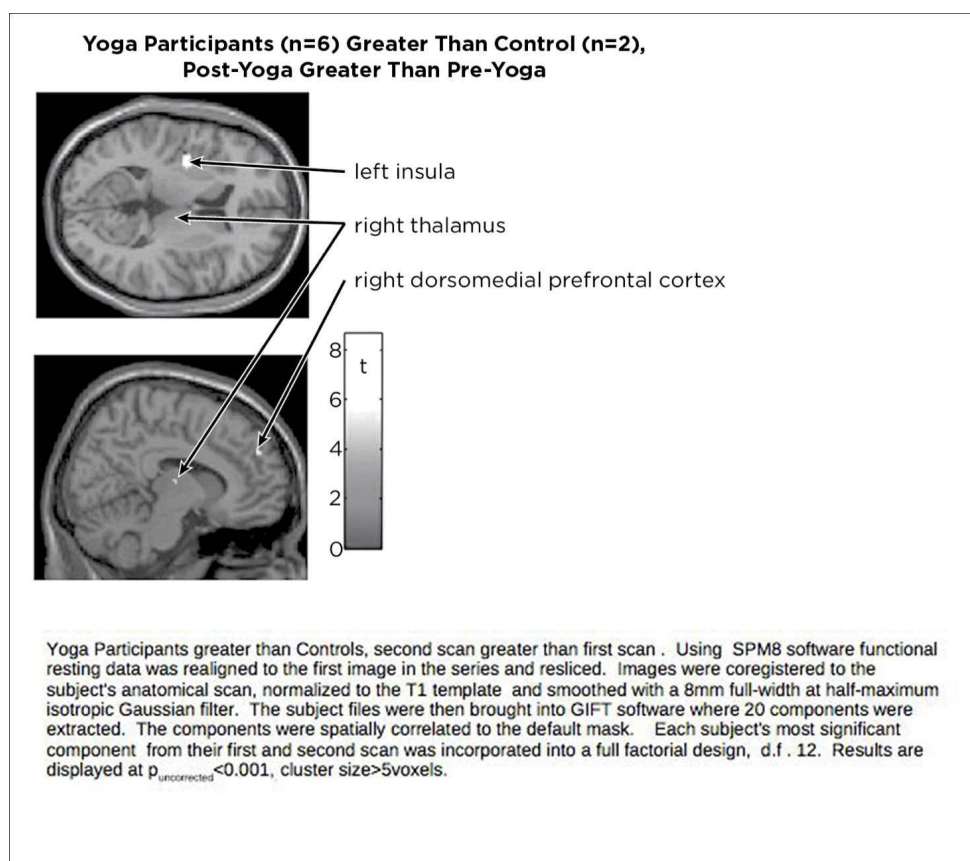 Yoga Participants (n=6) Greater Than Control (n=2),
Post-Yoga Greater Than Pre-Yoga
left insula
right thalamus
right dorsomedial prefrontal cortex
8
t
6
4
2
0
Yoga Participants greater than Controls, second scan greater than first scan . Using SPM8 software functional
resting data was realigned to the first image in the series and resliced. Images were coregistered to the
subject's anatomical scan, normalized to the T1 template and smoothed with a 8mm full-width at half-maximum
isotropic Gaussian filter. The subject files were then brought into GIFT software where 20 components were
extracted. The components were spatially correlated to the default mask. Each subject's most significant
component from their first and second scan was incorporated into a full factorial design, d.f . 12. Results are
displayed at puncorrected<0.001, cluster size>5voxels.